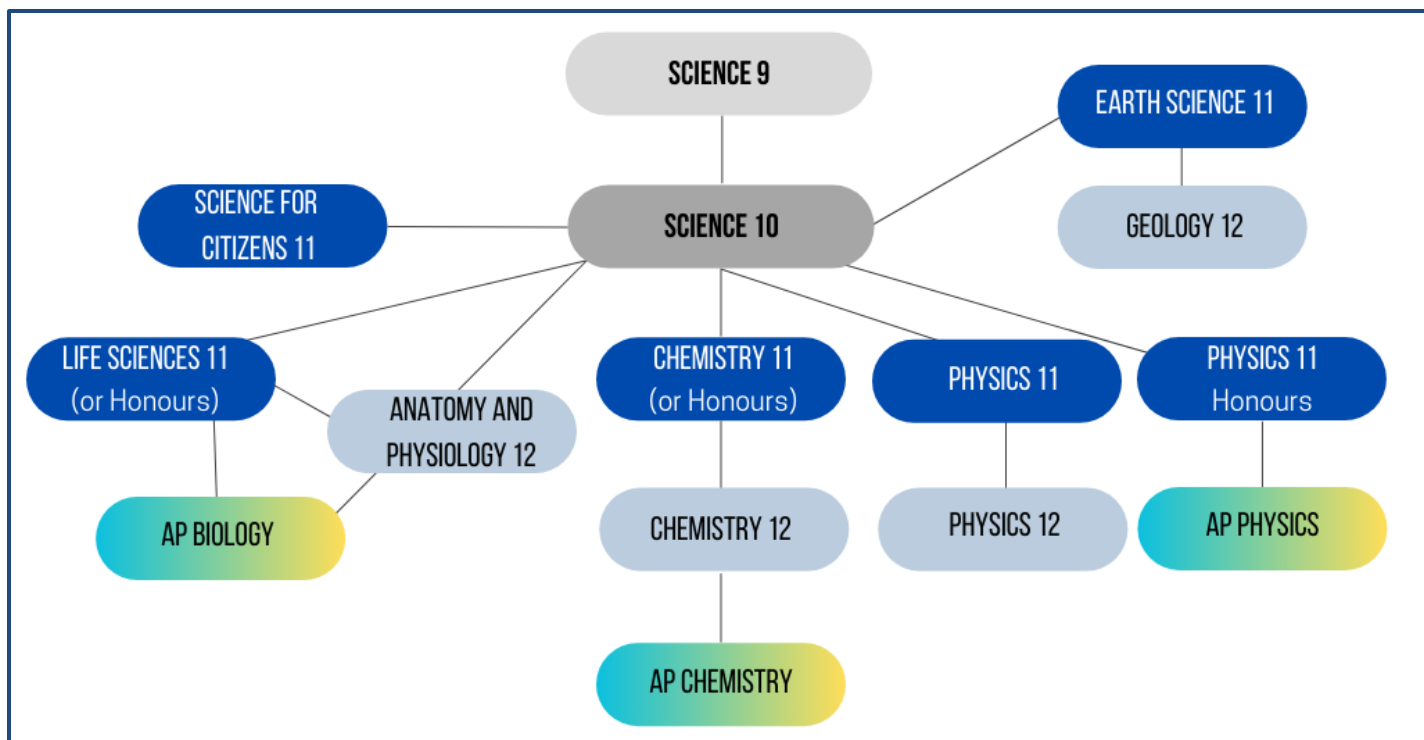 SCIENCE 9
EARTH SCIENCE 11
SCIENCE FOR
CITIZENS 11
SCIENCE 10
GEOLOGY 12
LIFE SCIENCES 11
(or Honours)
ANATOMY AND
PHYSIOLOGY 12
CHEMISTRY 11
(or Honours)
PHYSICS 11
PHYSICS 11
Honours
AP BIOLOGY
CHEMISTRY 12
PHYSICS 12
AP PHYSICS
AP CHEMISTRY